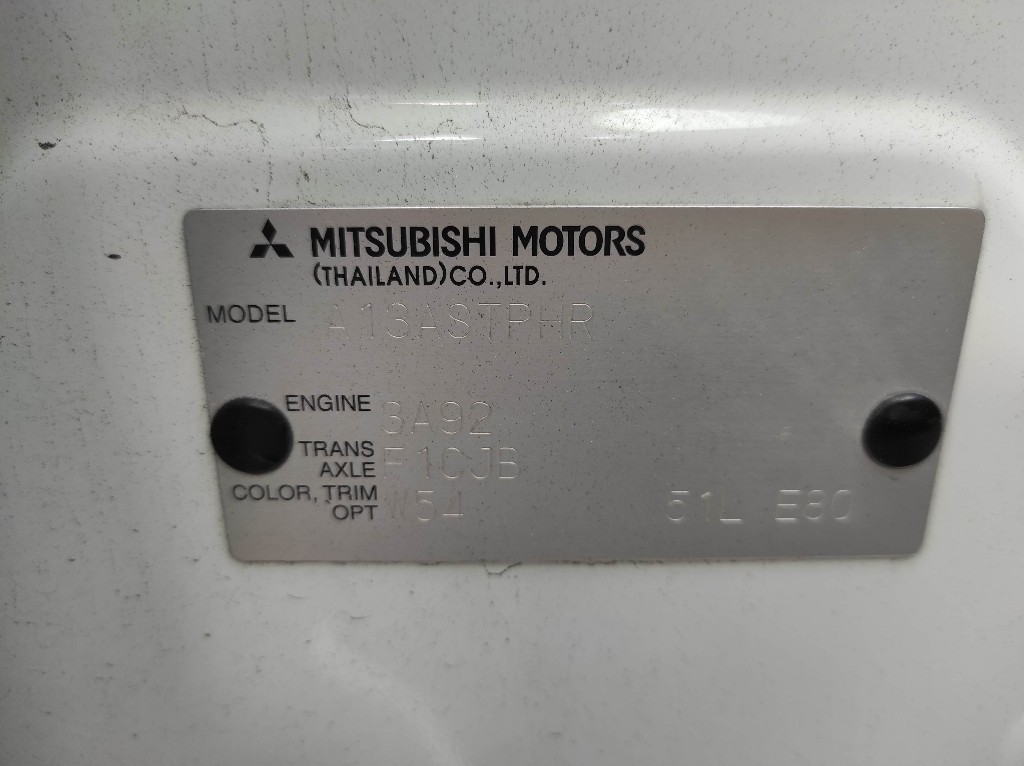 MITSUBISHI MOTORS
(THAILAND)CO.,LTD.
MODEL A13ASTPHR
ENGINE 3A92
TRANS
AXLE F1CJB
COLOR, TRIM
OPT W54 51L E80